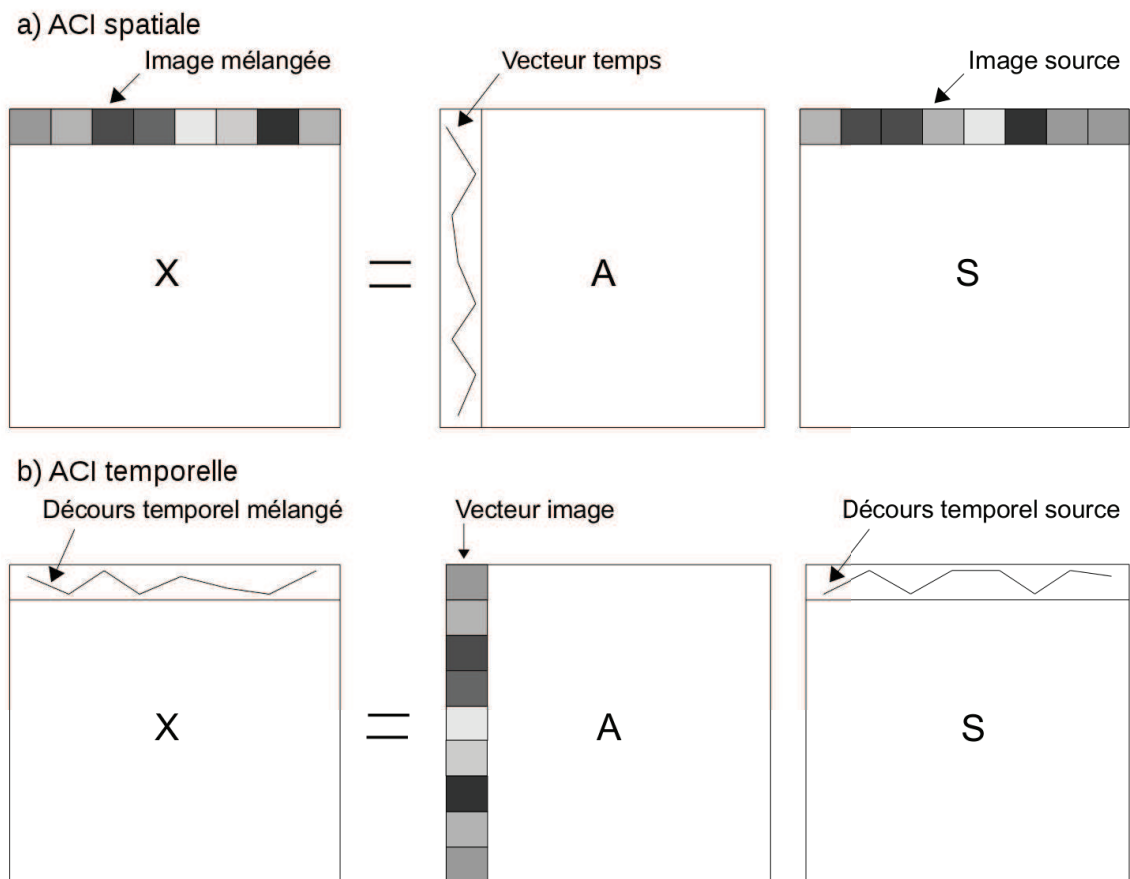 a) ACI spatiale
Image mélangée
Vecteur temps
Image source
X
=
A
S
b) ACI temporelle
Décours temporel mélangé
Vecteur image
Décours temporel source
X
=
A
S